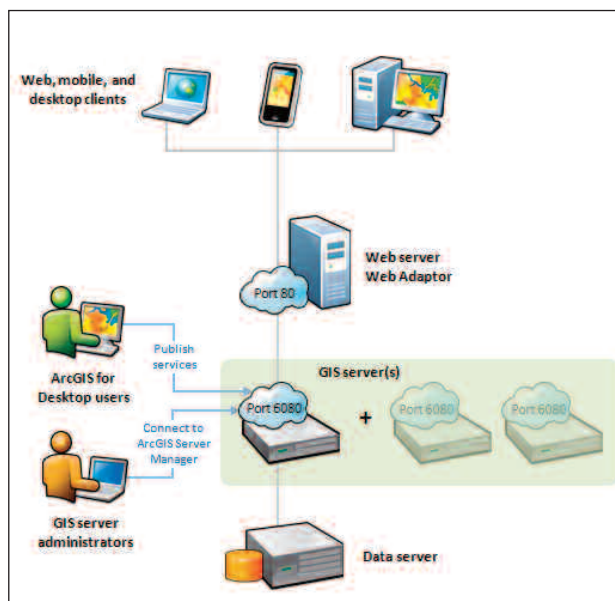 Web, mobile, and
desktop clients
Web server
Web Adaptor
Port 80
Publish
services
ArcGIS for
Desktop users
GIS server(s)
Port 6080
+
Port 6080
Port 6080
Connect to
ArcGIS Server
Manager
GIS server
administrators
Data server